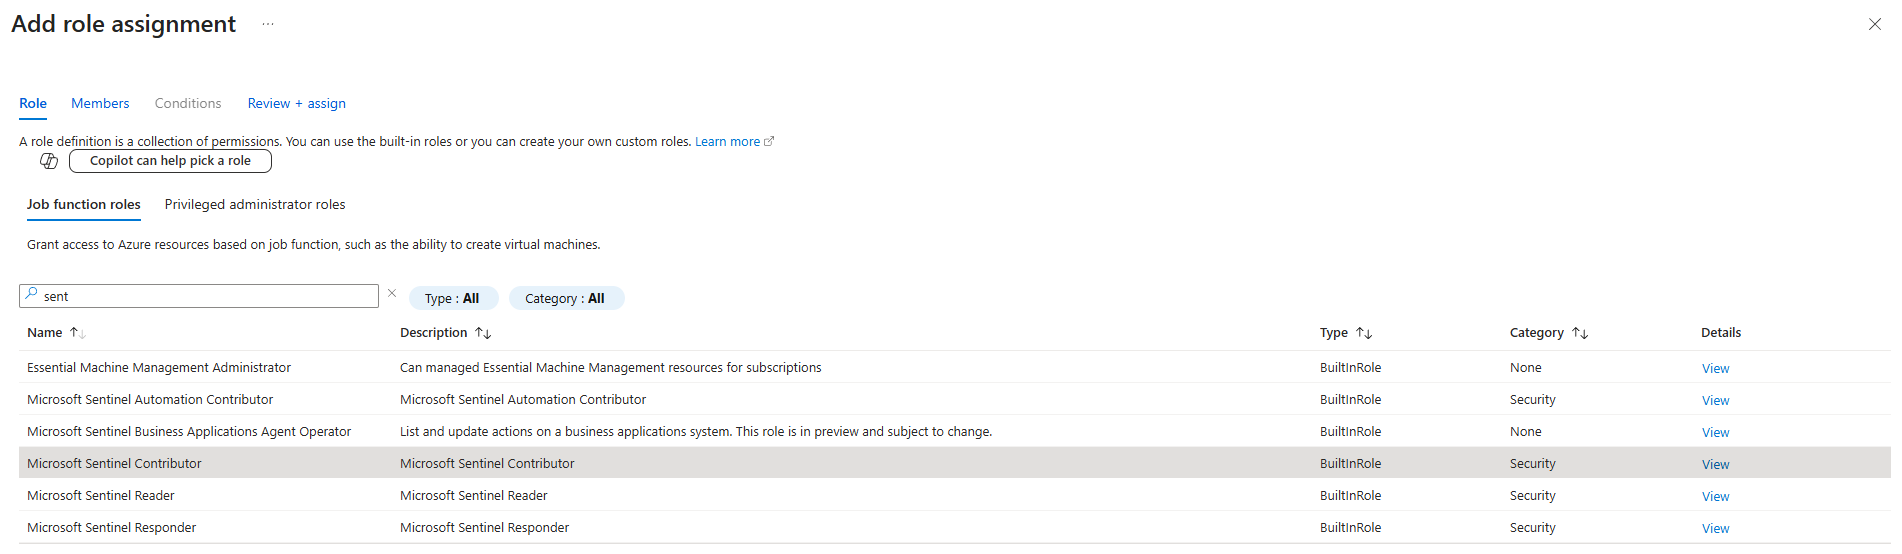 Add role assignment ...
Role Members Conditions Review + assign
A role definition is a collection of permissions. You can use the built-in roles or you can create your own custom roles. Learn more
Copilot can help pick a role
Job function roles Privileged administrator roles
Grant access to Azure resources based on job function, such as the ability to create virtual machines.
sent Type : All Category : All
Name Description Type Category Details
Essential Machine Management Administrator Can managed Essential Machine Management resources for subscriptions BuiltInRole None View
Microsoft Sentinel Automation Contributor Microsoft Sentinel Automation Contributor BuiltInRole Security View
Microsoft Sentinel Business Applications Agent Operator List and update actions on a business applications system. This role is in preview and subject to change. BuiltInRole None View
Microsoft Sentinel Contributor Microsoft Sentinel Contributor BuiltInRole Security View
Microsoft Sentinel Reader Microsoft Sentinel Reader BuiltInRole Security View
Microsoft Sentinel Responder Microsoft Sentinel Responder BuiltInRole Security View